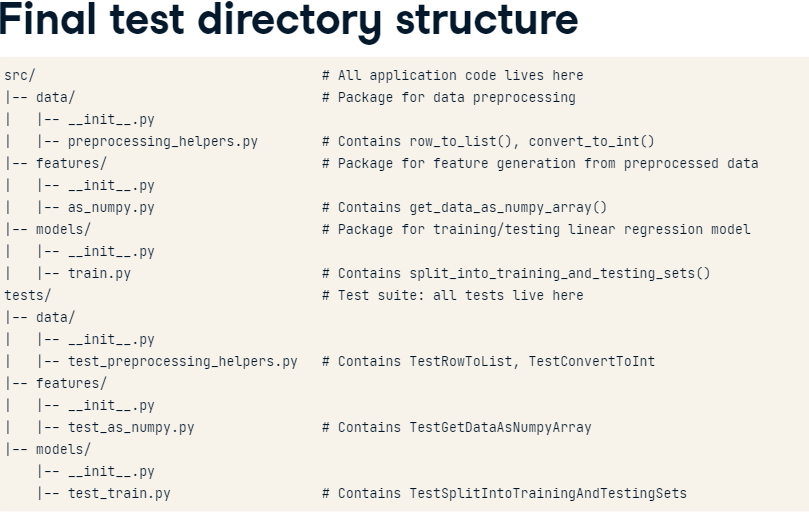 Final test directory structure
src/                                    # All application code lives here
|-- data/                               # Package for data preprocessing
|   |-- __init__.py
|   |-- preprocessing_helpers.py        # Contains row_to_list(), convert_to_int()
|-- features/                           # Package for feature generation from preprocessed data
|   |-- __init__.py
|   |-- as_numpy.py                     # Contains get_data_as_numpy_array()
|-- models/                             # Package for training/testing linear regression model
|   |-- __init__.py
|   |-- train.py                        # Contains split_into_training_and_testing_sets()
tests/                                  # Test suite: all tests live here
|-- data/
|   |-- __init__.py
|   |-- test_preprocessing_helpers.py   # Contains TestRowToList, TestConvertToInt
|-- features/
|   |-- __init__.py
|   |-- test_as_numpy.py                # Contains TestGetDataAsNumpyArray
|-- models/
    |-- __init__.py
    |-- test_train.py                   # Contains TestSplitIntoTrainingAndTestingSets